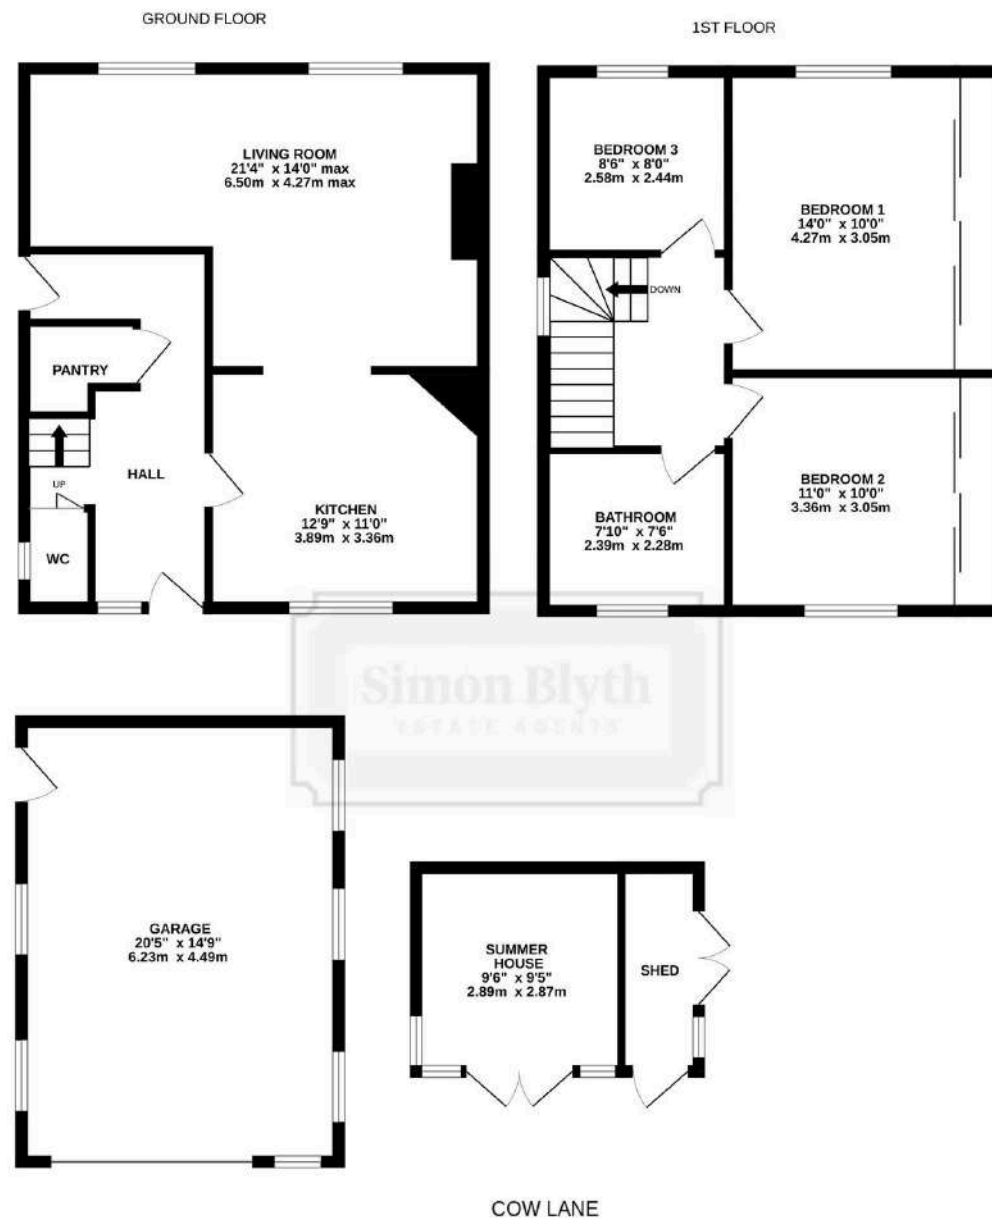 GROUND FLOOR
1ST FLOOR
LIVING ROOM
21'4" x 14'0" max
6.50m x 4.27m max
BEDROOM 3
8'6" x 8'0"
2.58m x 2.44m
BEDROOM 1
14'0" x 10'0"
4.27m x 3.05m
DOWN
PANTRY
HALL
UP
WC
KITCHEN
12'9" x 11'0"
3.89m x 3.36m
BATHROOM
7'10" x 7'6"
2.39m x 2.28m
BEDROOM 2
11'0" x 10'0"
3.36m x 3.05m
Simon Blyth
ESTATE AGENTS
GARAGE
20'5" x 14'9"
6.23m x 4.49m
SUMMER
HOUSE
9'6" x 9'5"
2.89m x 2.87m
SHED
COW LANE